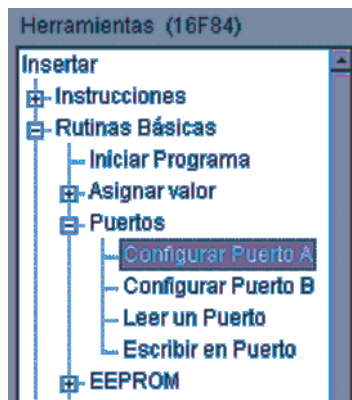 Herramientas (16F84)
Insertar
Instrucciones
Rutinas Básicas
Iniciar Programa
Asignar valor
Puertos
Configurar Puerto A
Configurar Puerto B
Leer un Puerto
Escribir en Puerto
EEPROM